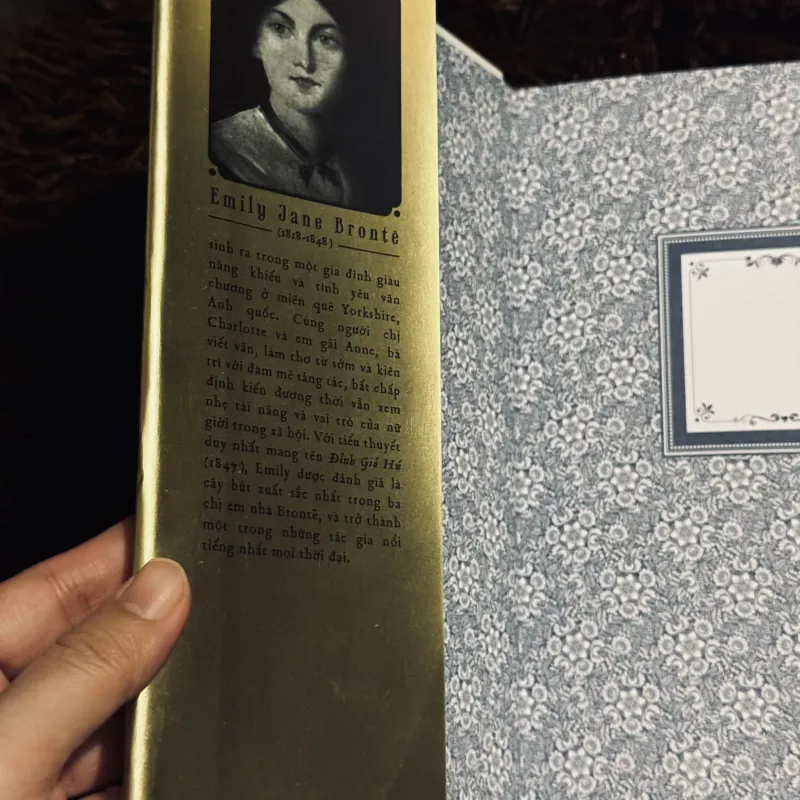 Emily Jane Brontë
(1818-1848)
sinh ra trong một gia đình giàu
năng khiếu và tình yêu văn
chương ở miền quê Yorkshire,
Anh quốc. Cùng người chị
Charlotte và em gái Anne, bà
viết văn, làm thơ từ sớm và kiên
trì với đam mê sáng tác, bất chấp
định kiến đương thời vẫn xem
nhẹ tài năng và vai trò của nữ
giới trong xã hội. Với tiểu thuyết
duy nhất mang tên Đỉnh Gió Hú
(1847), Emily được đánh giá là
cây bút xuất sắc nhất trong ba
chị em nhà Brontë, và trở thành
một trong những tác gia nổi
tiếng nhất mọi thời đại.